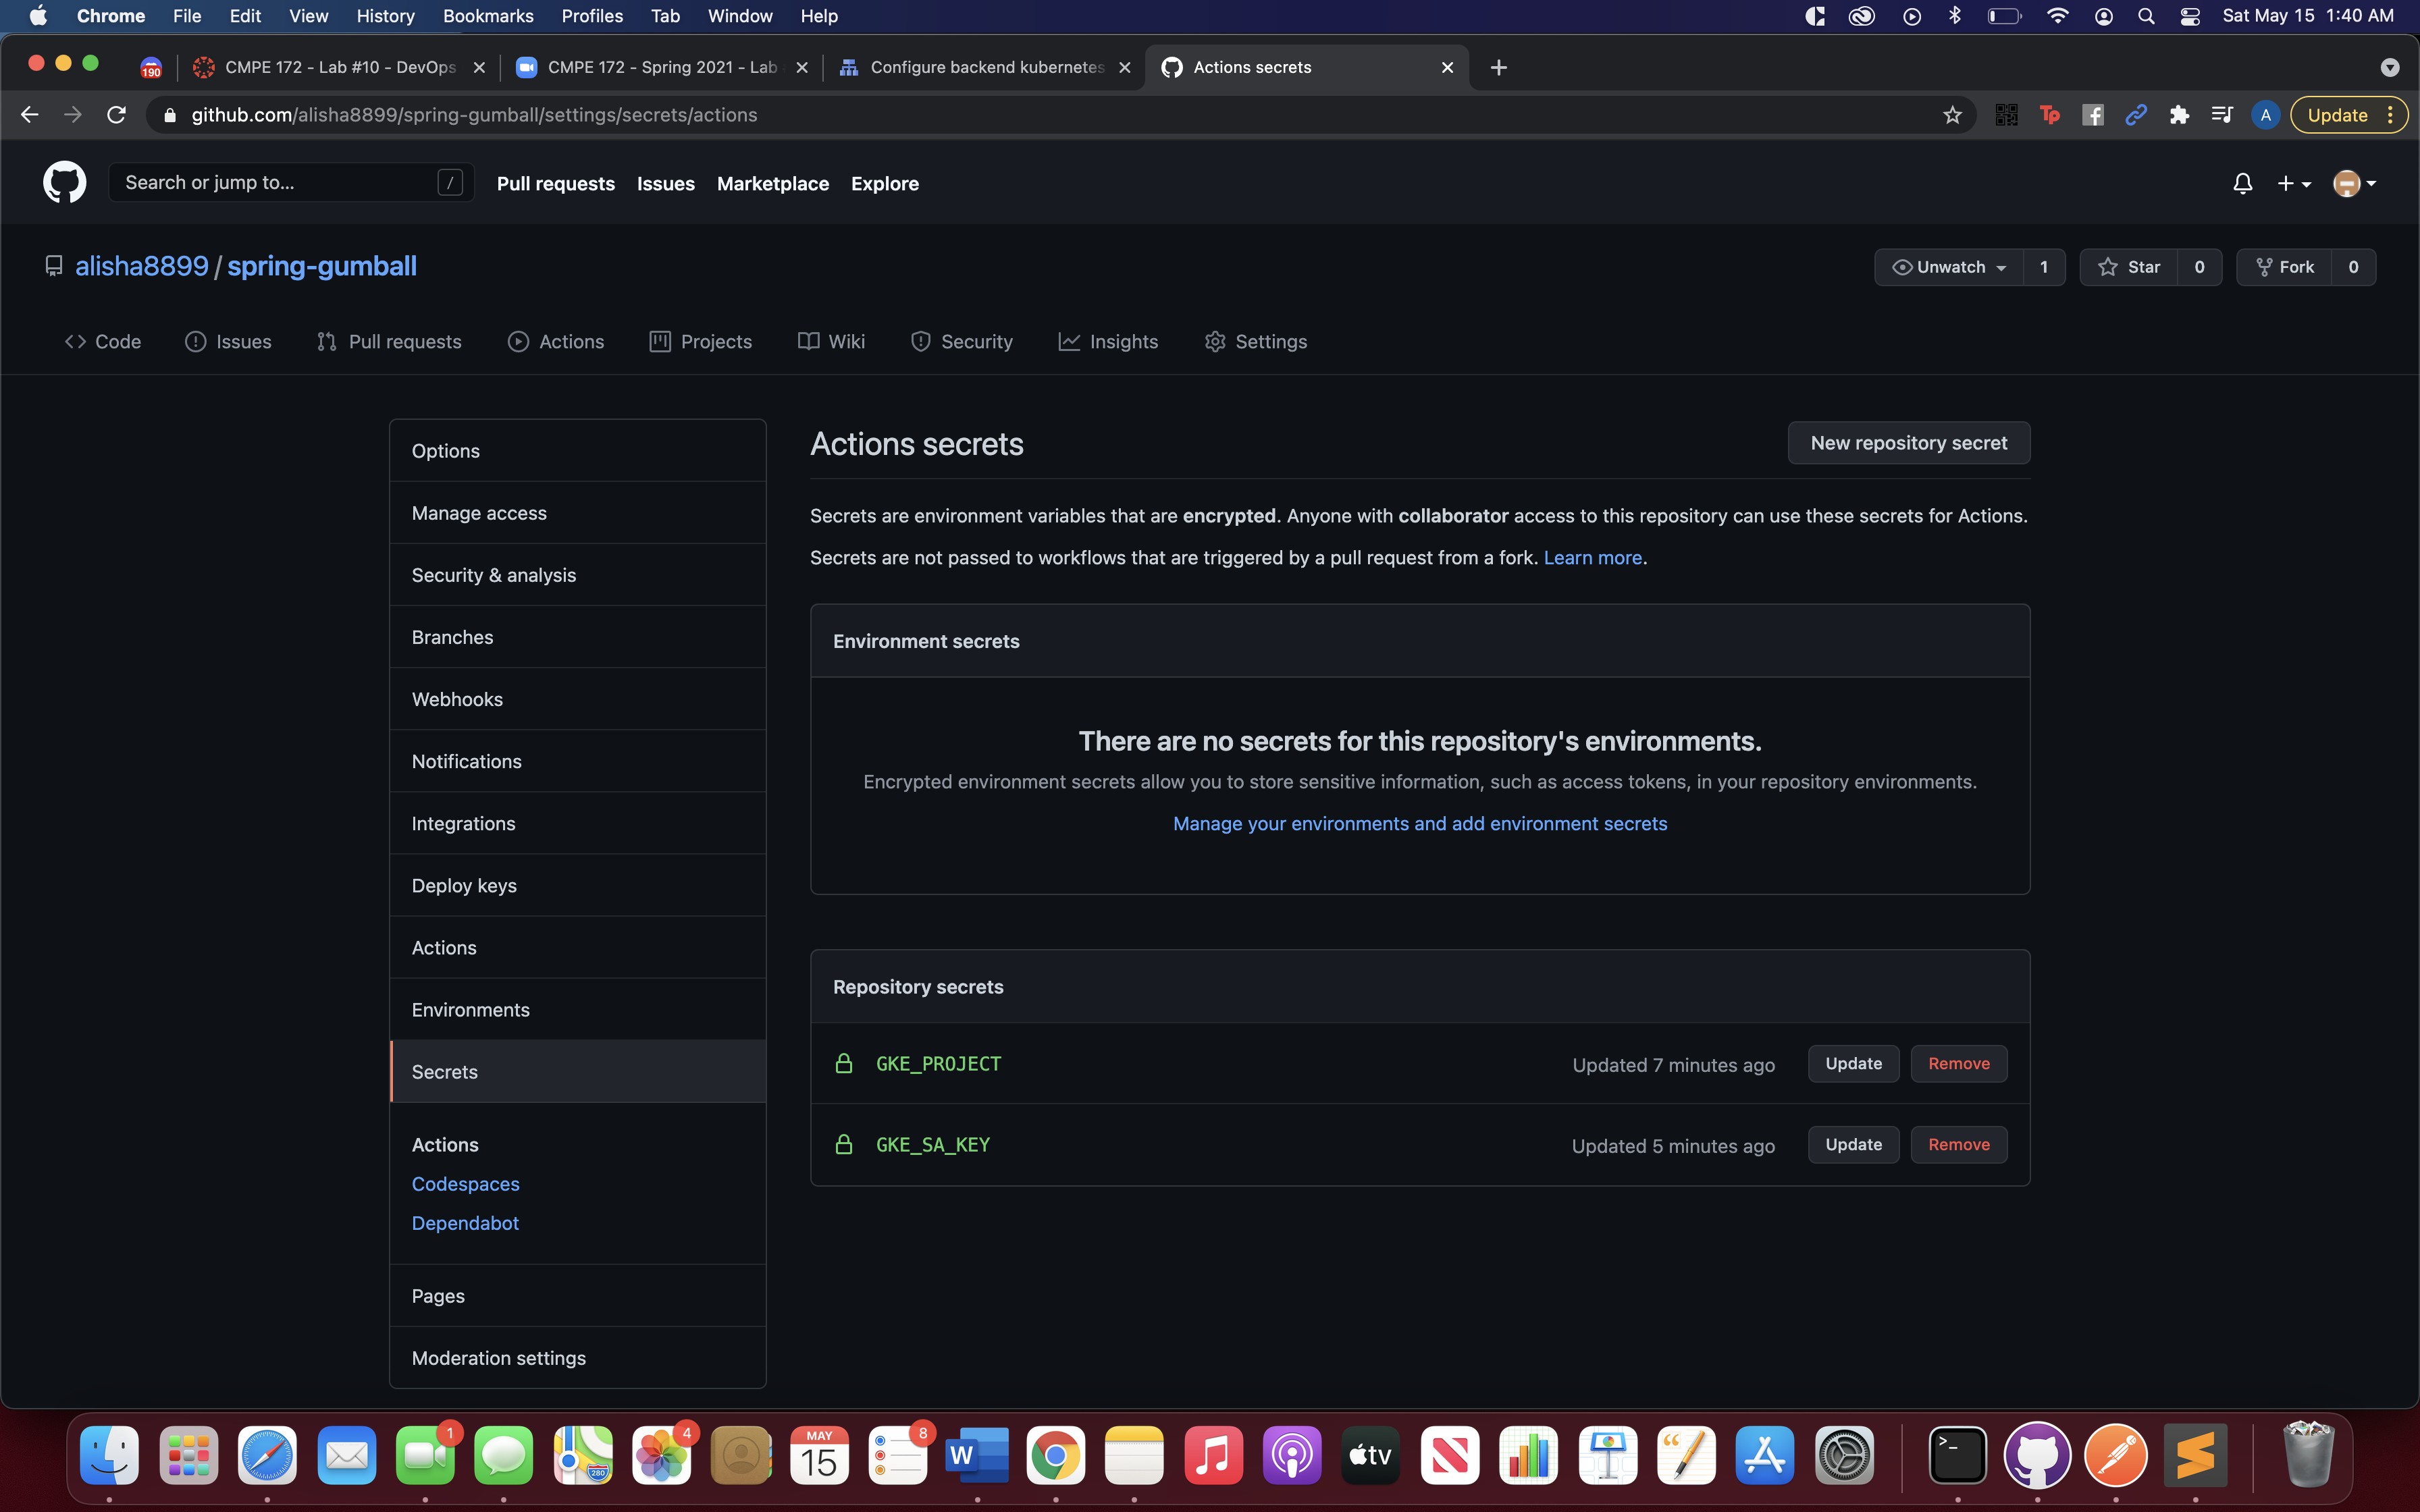 Chrome File Edit View History Bookmarks Profiles Tab Window Help Sat May 15 1:40 AM
190 CMPE 172 - Lab #10 - DevOps CMPE 172 - Spring 2021 - Lab Configure backend kubernetes Actions secrets
github.com/alisha8899/spring-gumball/settings/secrets/actions Tp f A Update
Search or jump to... / Pull requests Issues Marketplace Explore
alisha8899 / spring-gumball Unwatch 1 Star 0 Fork 0
Code Issues Pull requests Actions Projects Wiki Security Insights Settings
Options
Manage access
Security & analysis
Branches
Webhooks
Notifications
Integrations
Deploy keys
Actions
Environments
Secrets
Actions
Codespaces
Dependabot
Pages
Moderation settings
Actions secrets New repository secret
Secrets are environment variables that are encrypted. Anyone with collaborator access to this repository can use these secrets for Actions.
Secrets are not passed to workflows that are triggered by a pull request from a fork. Learn more.
Environment secrets
There are no secrets for this repository's environments.
Encrypted environment secrets allow you to store sensitive information, such as access tokens, in your repository environments.
Manage your environments and add environment secrets
Repository secrets
GKE_PROJECT Updated 7 minutes ago Update Remove
GKE_SA_KEY Updated 5 minutes ago Update Remove
1 280 4 MAY 15 8 W tv >_